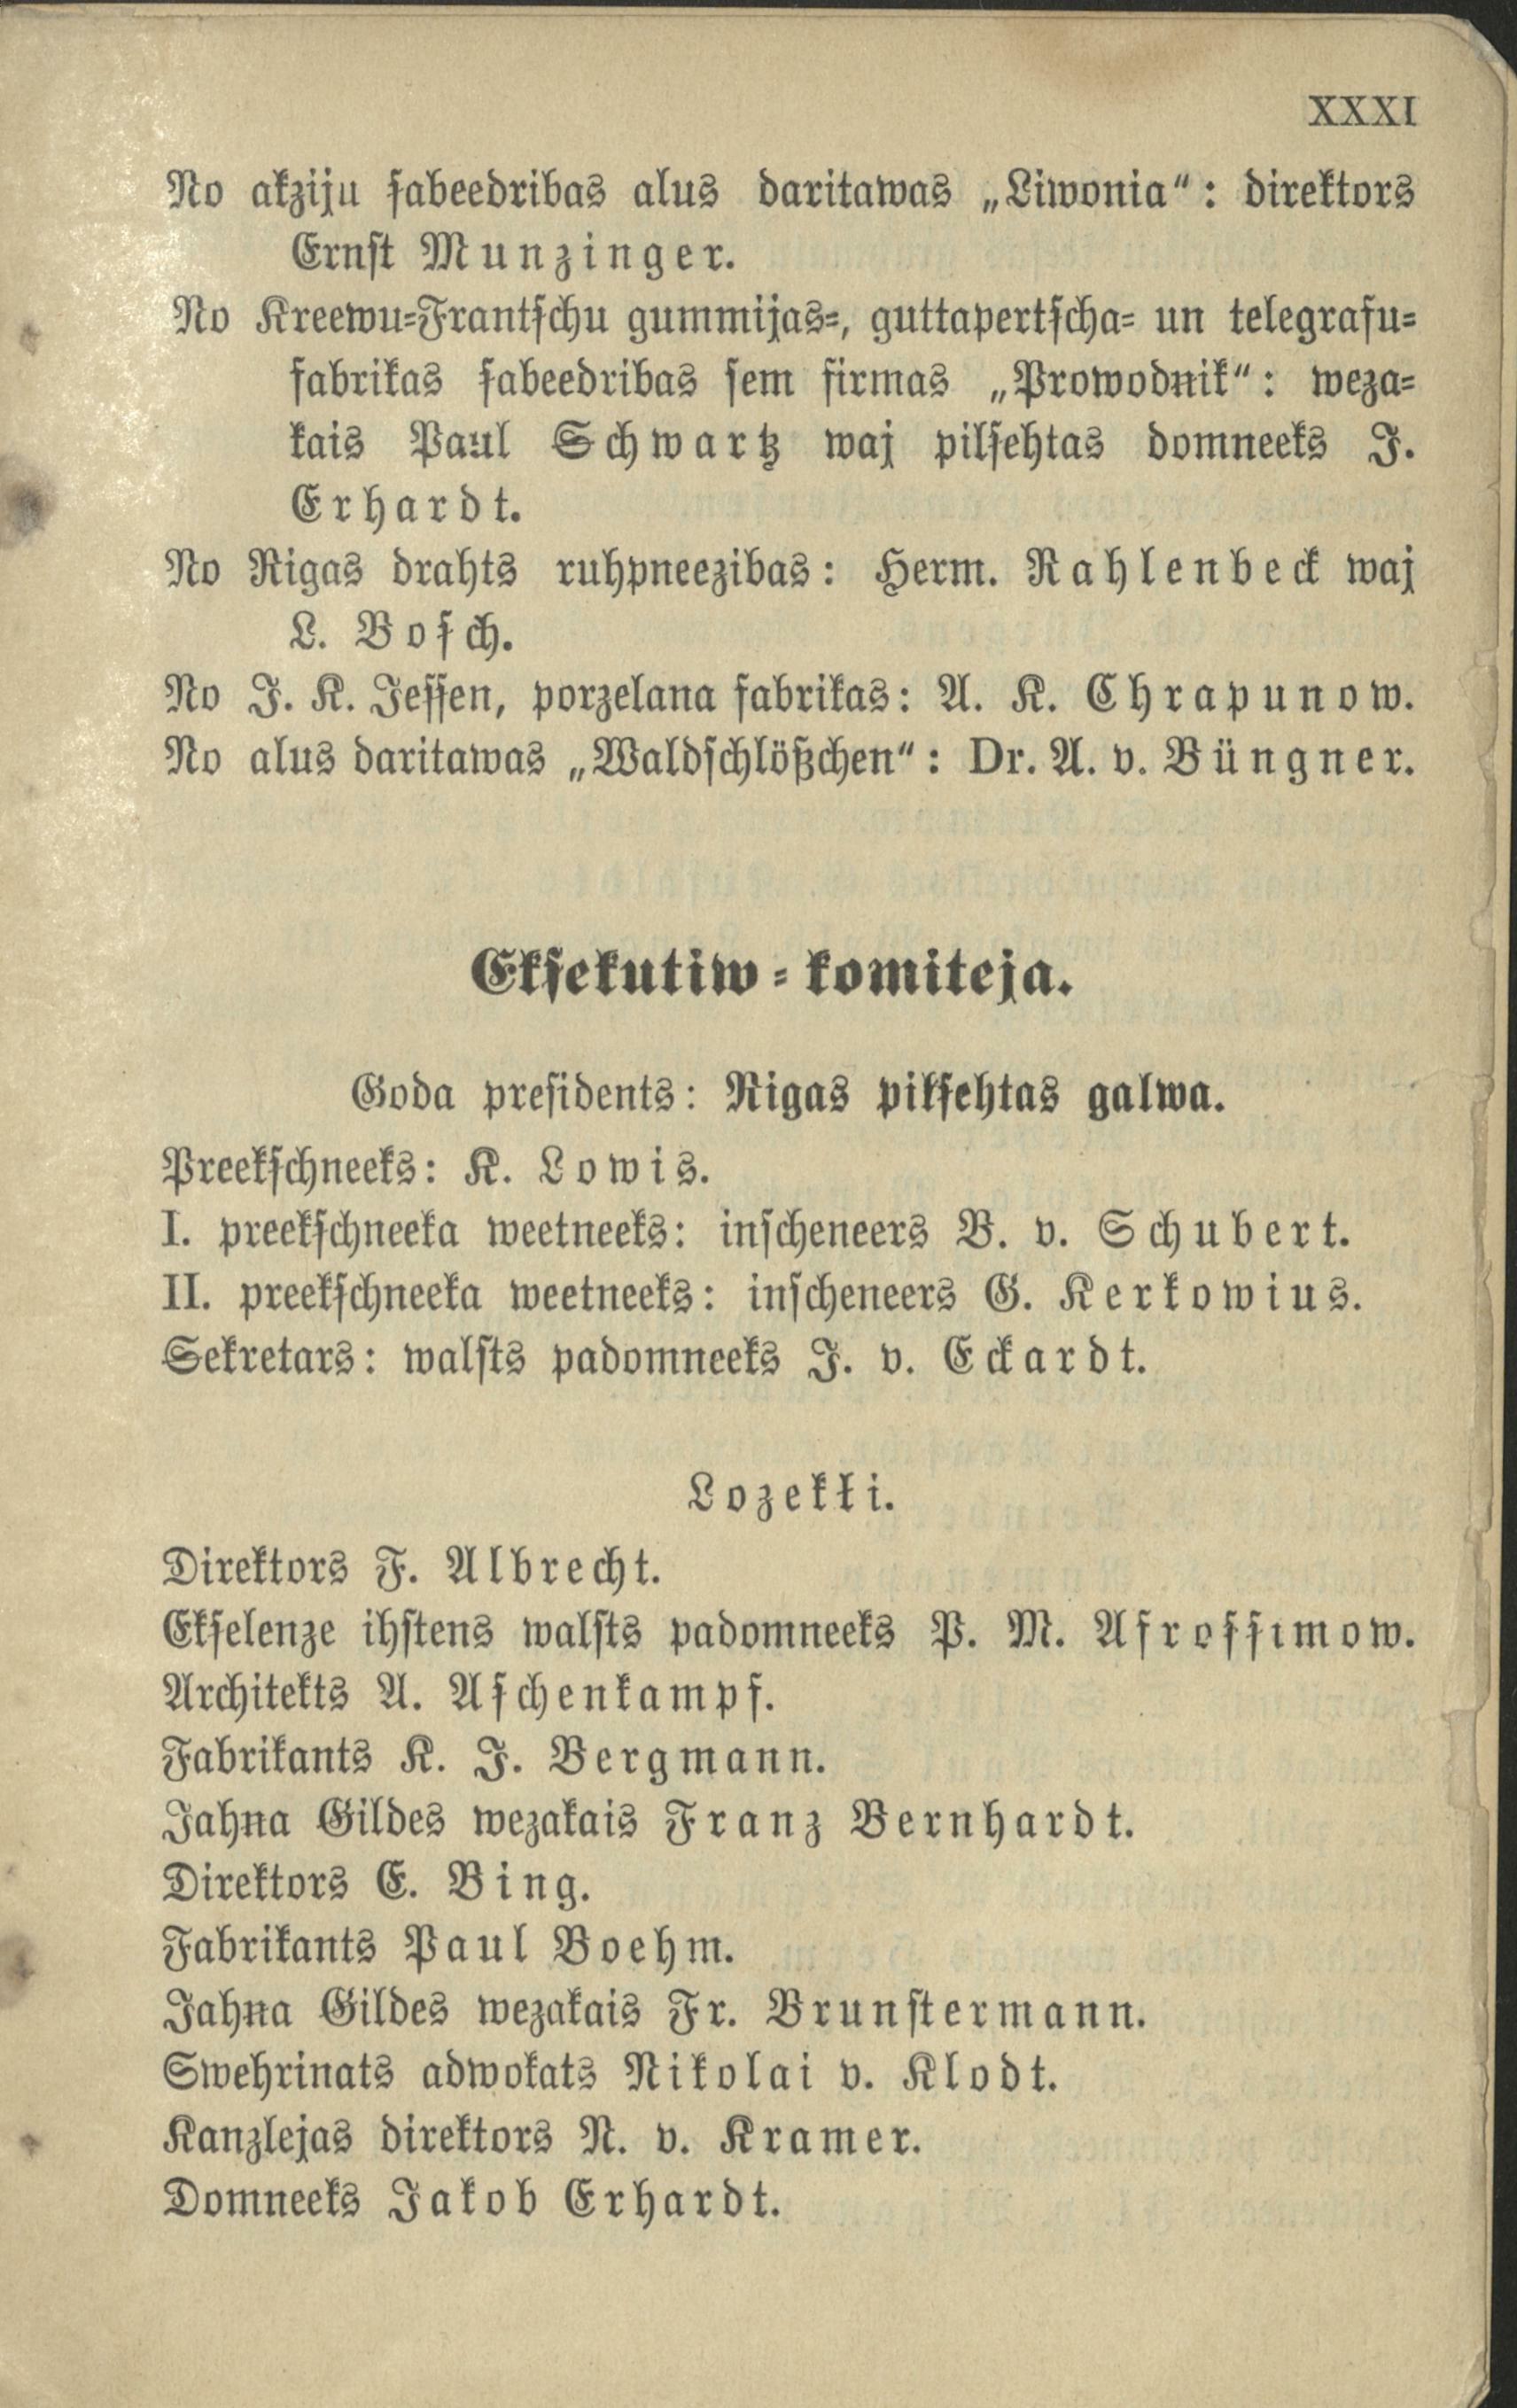 XXXI
No akziju ſabeedribas alus daritawas „Liwonia“: direktors
Ernſt Munzinger.
No Kreewu=Frantſchu gummijas=, guttapertſcha= un telegrafu=
fabrikas ſabeedribas ſem firmas „Prowodnik“: weza=
kais Paul Schwartz waj pilſehtas domneeks J.
Erhardt.
No Rigas drahts ruhpneezibas: Herm. Rahlenbeck waj
L. Boſch.
No J. K. Jeſſen, porzelana fabrikas: A. K. Chrapunow.
No alus daritawas „Waldſchlößchen“: Dr. A. v. Büngner.
Ekſekutiw=komiteja.
Goda preſidents: Rigas pilſehtas galwa.
Preekſchneeks: K. Lowis.
I. preekſchneeka weetneeks: inſcheneers B. v. Schubert.
II. preekſchneeka weetneeks: inſcheneers G. Kerkowius.
Sekretars: walſts padomneeks J. v. Eckardt.
Lozekłi.
Direktors F. Albrecht.
Ekſelenze ihſtens walſts padomneeks P. M. Afroſſimow.
Architekts A. Aſchenkampf.
Fabrikants K. J. Bergmann.
Jahna Gildes wezakais Franz Bernhardt.
Direktors E. Bing.
Fabrikants Paul Boehm.
Jahna Gildes wezakais Fr. Brunſtermann.
Swehrinats adwokats Nikolai v. Klodt.
Kanzlejas direktors N. v. Kramer.
Domneeks Jakob Erhardt.